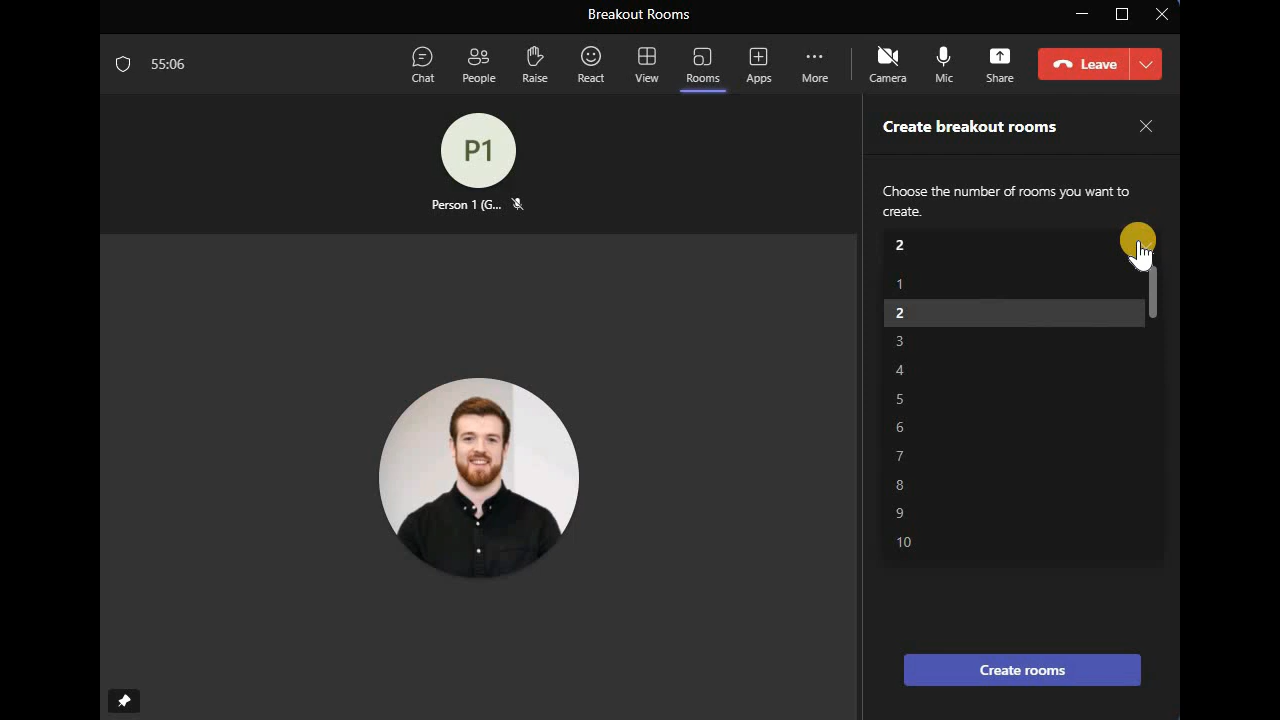 Breakout Rooms
55:06
Chat
People
Raise
React
View
Rooms
Apps
More
Camera
Mic
Share
Leave
P1
Person 1 (G...
Create breakout rooms
Choose the number of rooms you want to
create.
2
1
2
3
4
5
6
7
8
9
10
Create rooms